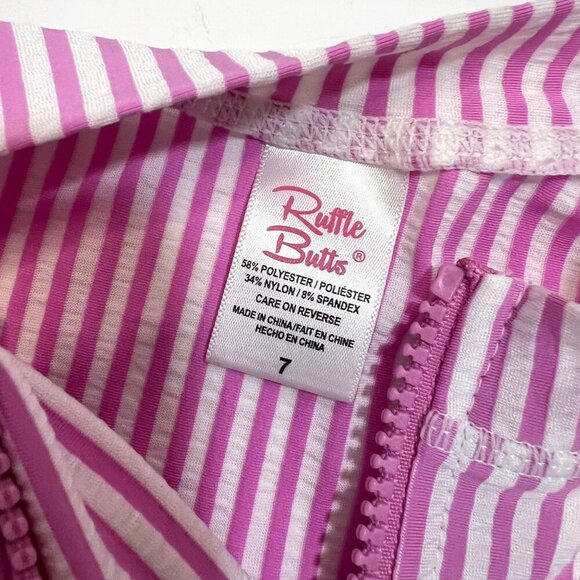 Ruffle
Butts ®
58% POLYESTER / POLIÉSTER
34% NYLON / 8% SPANDEX
CARE ON REVERSE
MADE IN CHINA/FAIT EN CHINE
HECHO EN CHINA
7